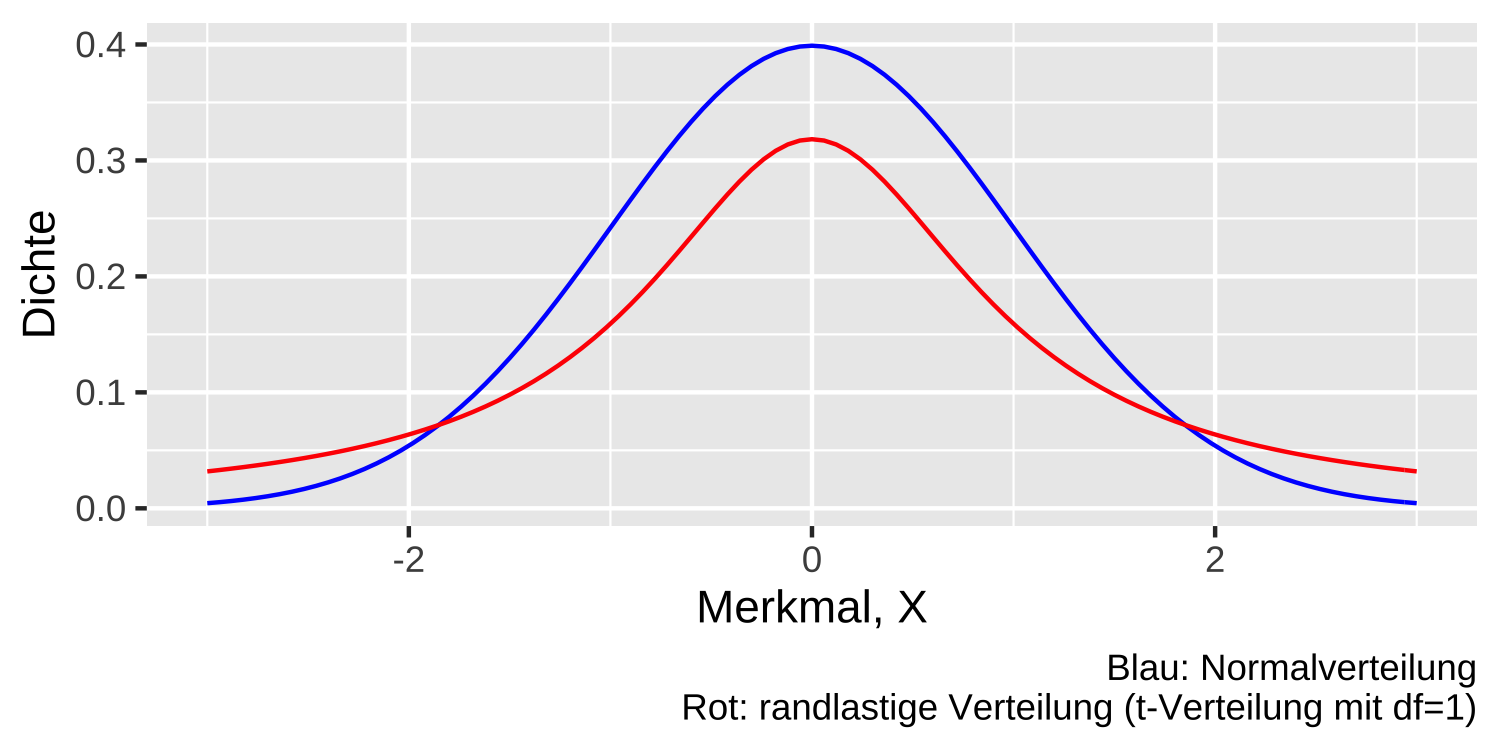 0.4
0.3
0.2
0.1
0.0
Dichte
-2 0 2
Merkmal, X
Blau: Normalverteilung
Rot: randlastige Verteilung (t-Verteilung mit df=1)